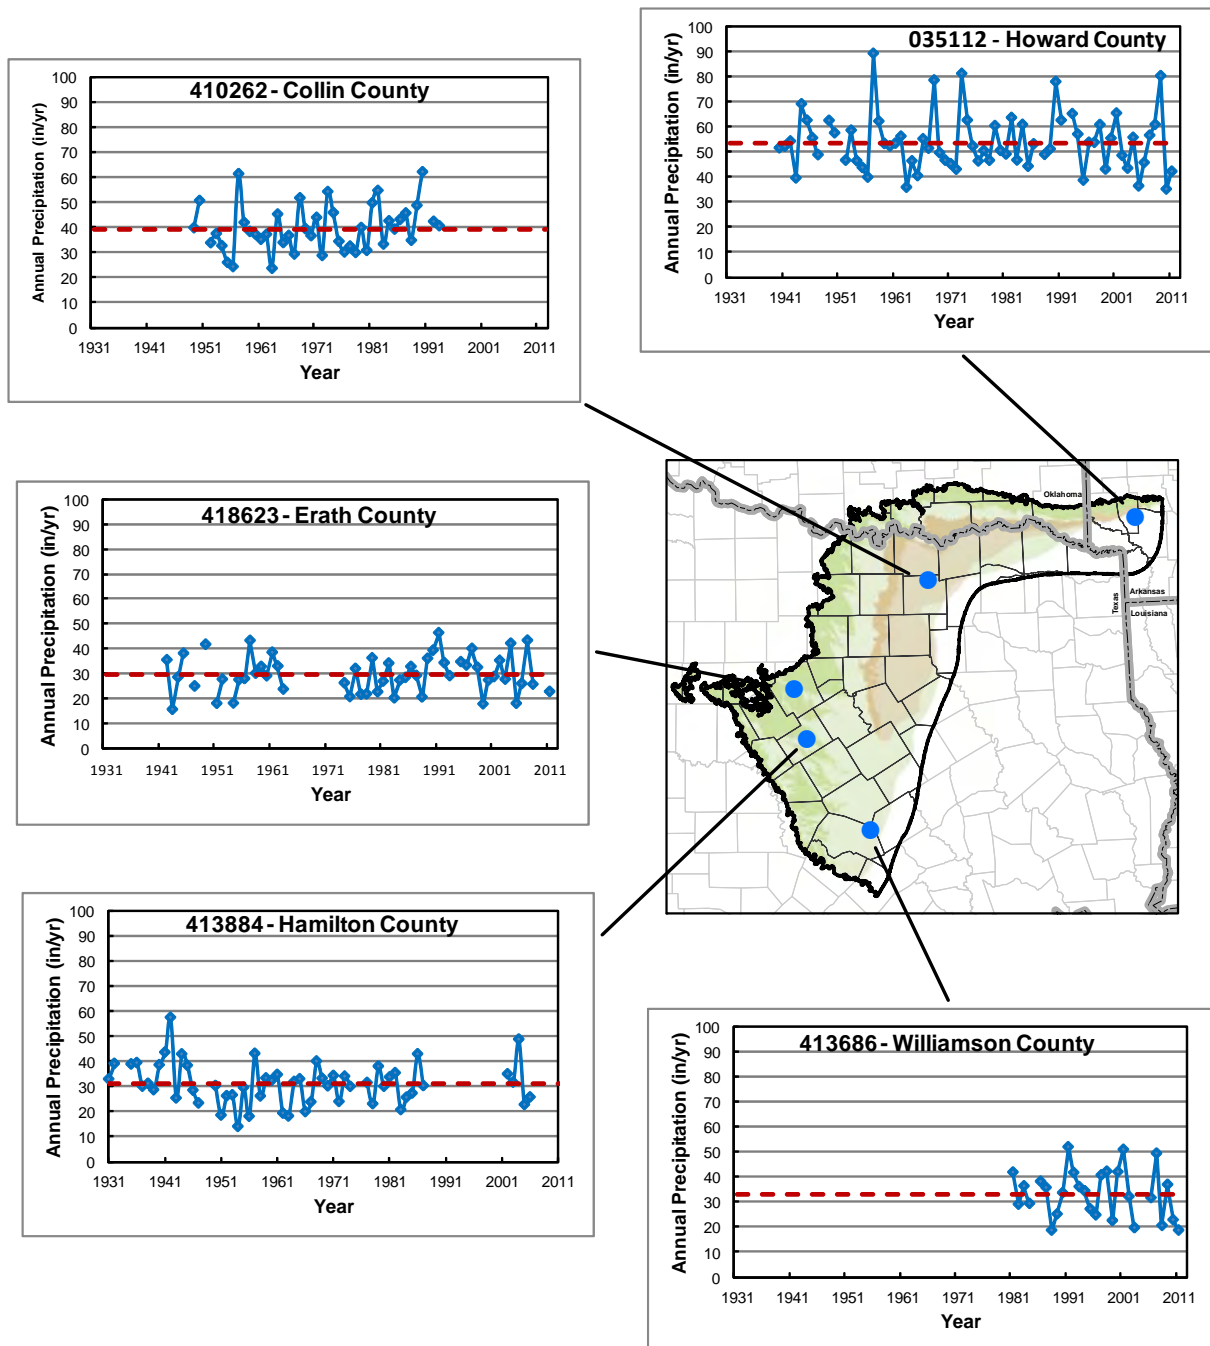 035112 - Howard County
Annual Precipitation (in/yr)
100
90
80
70
60
50
40
30
20
10
0
1931 1941 1951 1961 1971 1981 1991 2001 2011
Year
410262 - Collin County
Annual Precipitation (in/yr)
100
90
80
70
60
50
40
30
20
10
0
1931 1941 1951 1961 1971 1981 1991 2001 2011
Year
418623 - Erath County
Annual Precipitation (in/yr)
100
90
80
70
60
50
40
30
20
10
0
1931 1941 1951 1961 1971 1981 1991 2001 2011
Year
Oklahoma
Texas
Arkansas
Louisiana
413884 - Hamilton County
Annual Precipitation (in/yr)
100
90
80
70
60
50
40
30
20
10
0
1931 1941 1951 1961 1971 1981 1991 2001 2011
Year
413686 - Williamson County
Annual Precipitation (in/yr)
100
90
80
70
60
50
40
30
20
10
0
1931 1941 1951 1961 1971 1981 1991 2001 2011
Year